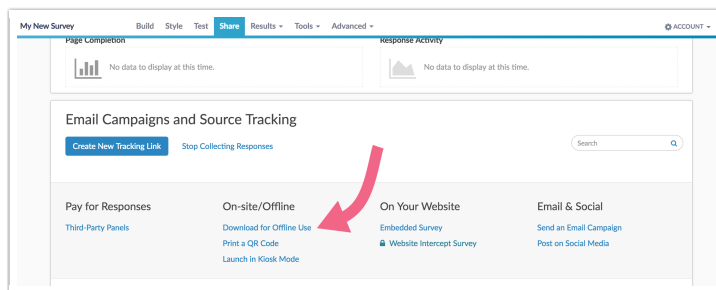 My New Survey Build Style Test Share Results Tools Advanced ACCOUNT
Page Completion Response Activity
No data to display at this time. No data to display at this time.
Email Campaigns and Source Tracking
Create New Tracking Link Stop Collecting Responses Search
Pay for Responses On-site/Offline On Your Website Email & Social
Third-Party Panels Download for Offline Use Embedded Survey Send an Email Campaign
Print a QR Code Website Intercept Survey Post on Social Media
Launch in Kiosk Mode